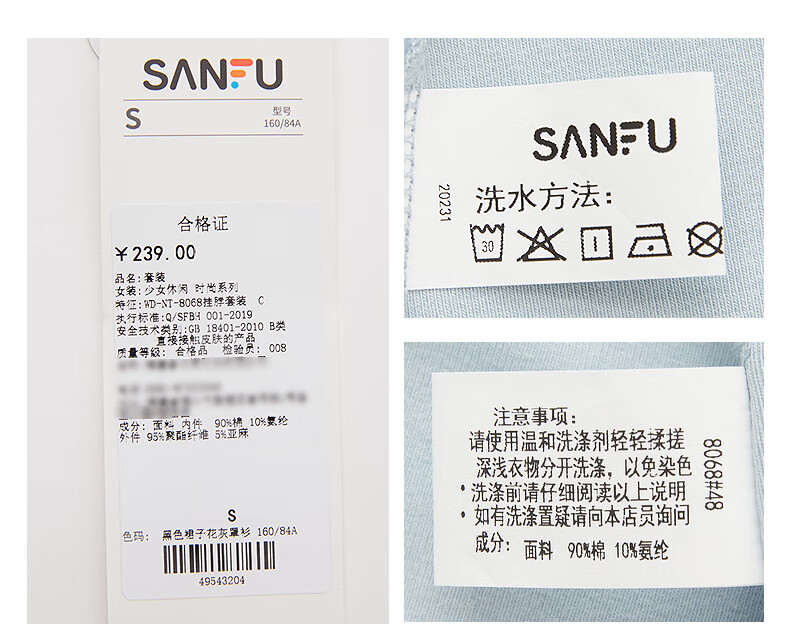 SANFU
S
型号
160/84A
合格证
￥239.00
品名:套装
女装:少女休闲 时尚系列
特征:WD-NT-8068挂脖套装 C
执行标准:Q/SFBH 001-2019
安全技术类别:GB 18401-2010 B类
直接接触皮肤的产品
质量等级: 合格品 检验员: 008
成分: 面料 内件 90%棉 10%氨纶
外件 95%聚酯纤维 5%亚麻
S
色码: 黑色裙子花灰罩衫 160/84A
49543204
SANFU
20231
洗水方法:
30
注意事项:
请使用温和洗涤剂轻轻揉搓
深浅衣物分开洗涤，以免染色
·洗涤前请仔细阅读以上说明
·如有洗涤置疑请向本店员询问
成分: 面料 90%棉 10%氨纶
8068#48